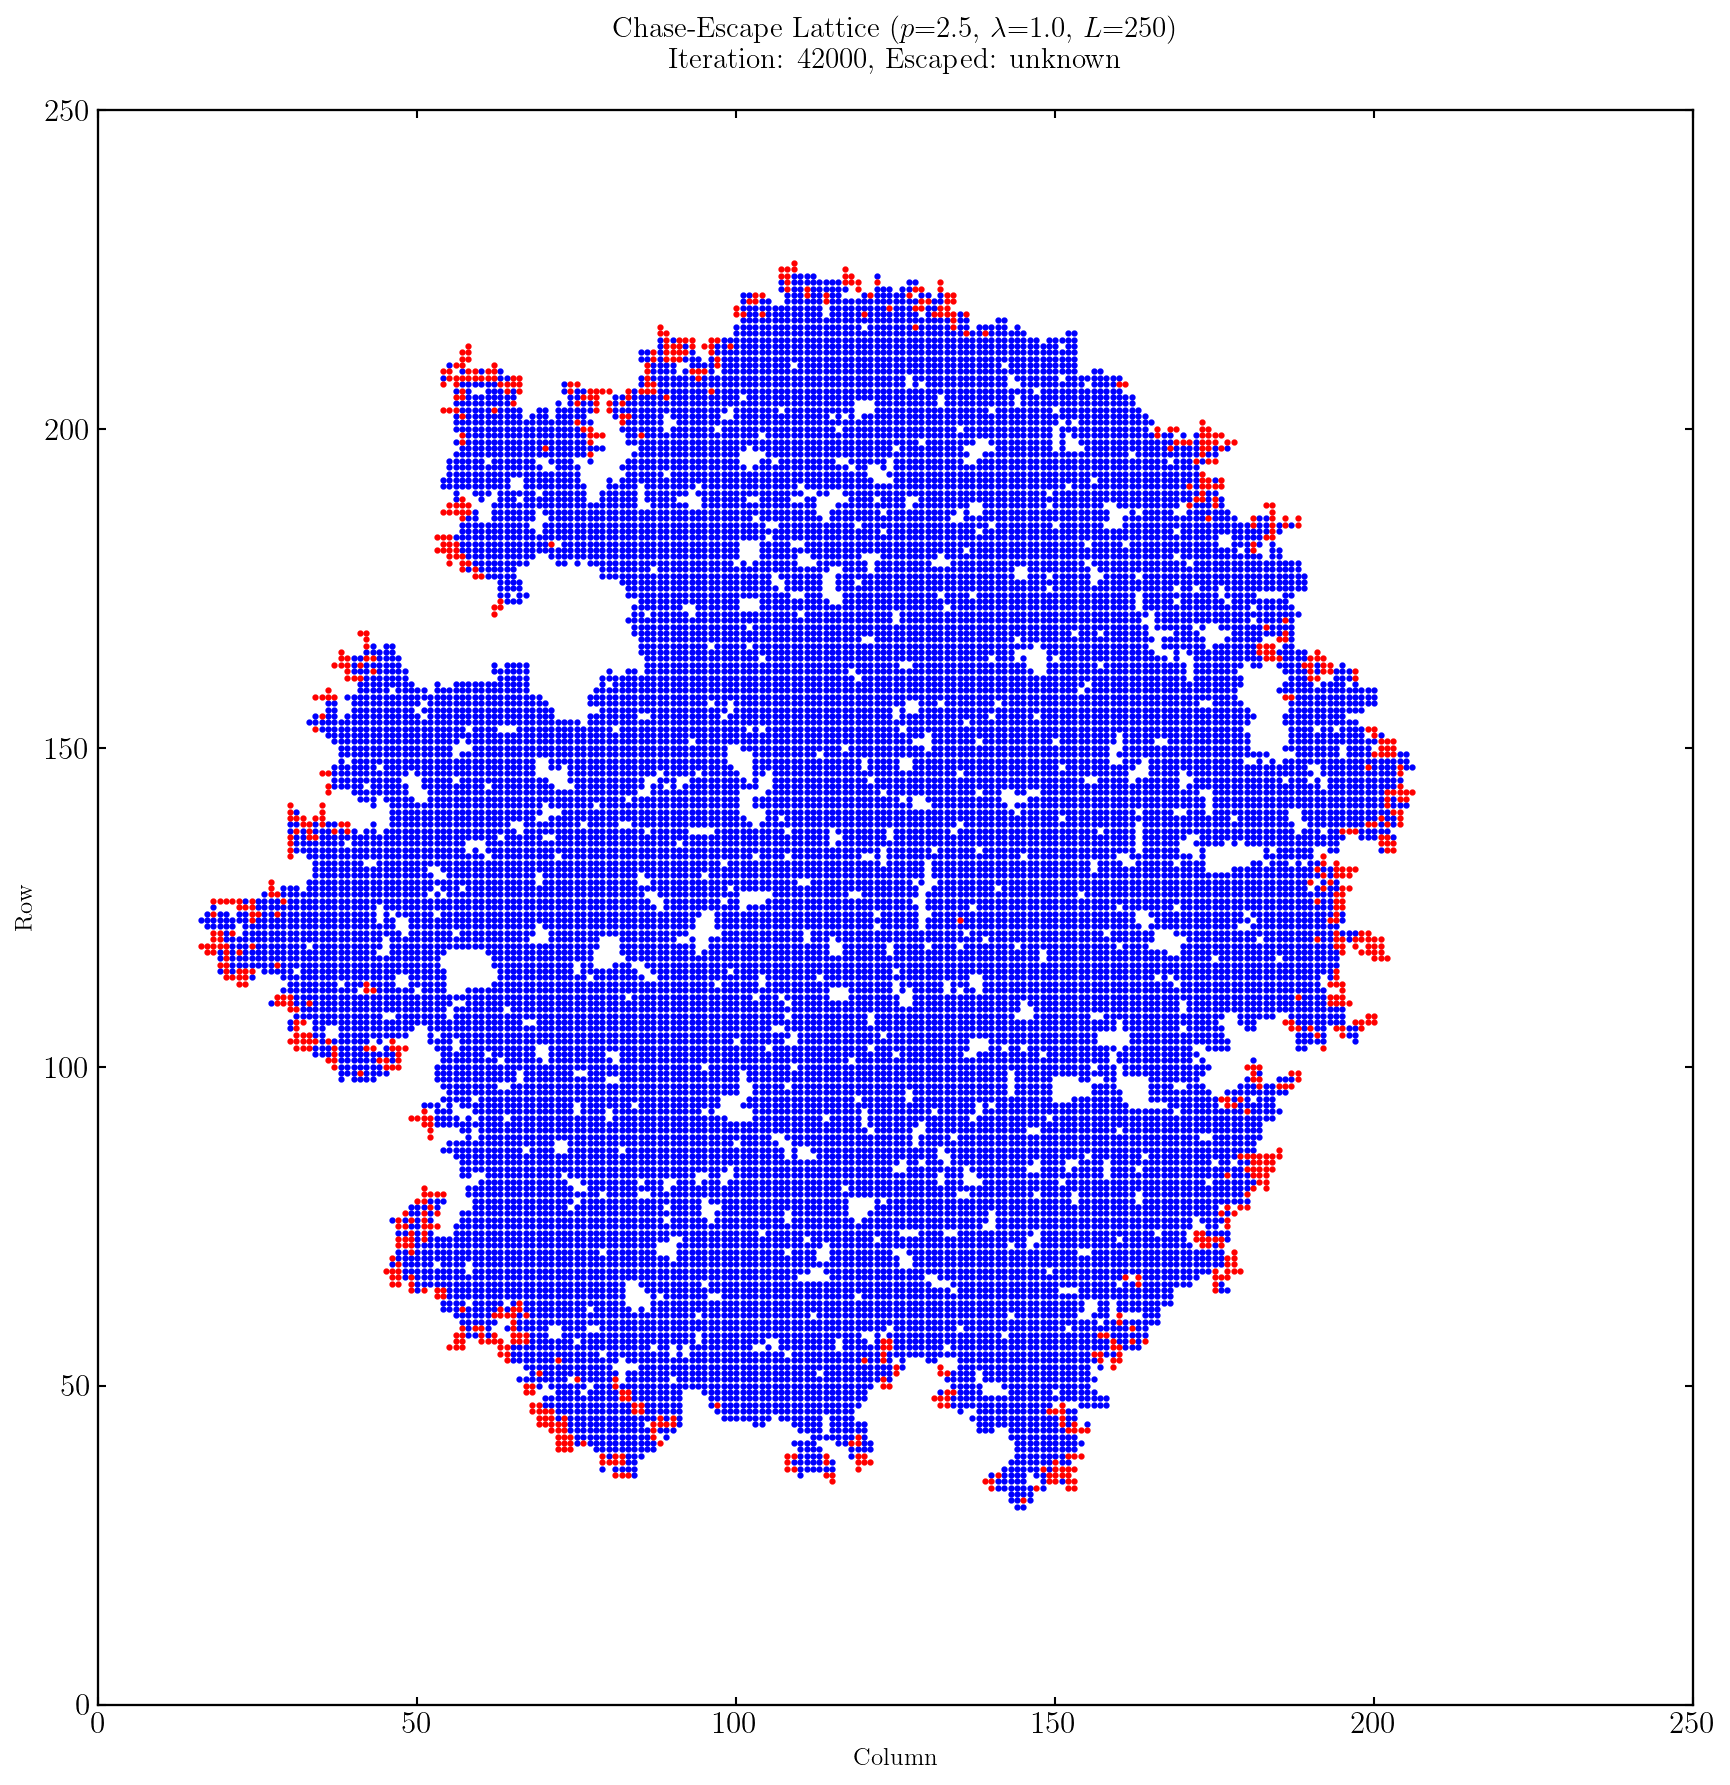 Chase-Escape Lattice (p=2.5, λ=1.0, L=250)
Iteration: 42000, Escaped: unknown
250
200
150
100
50
0
Row
0 50 100 150 200 250
Column